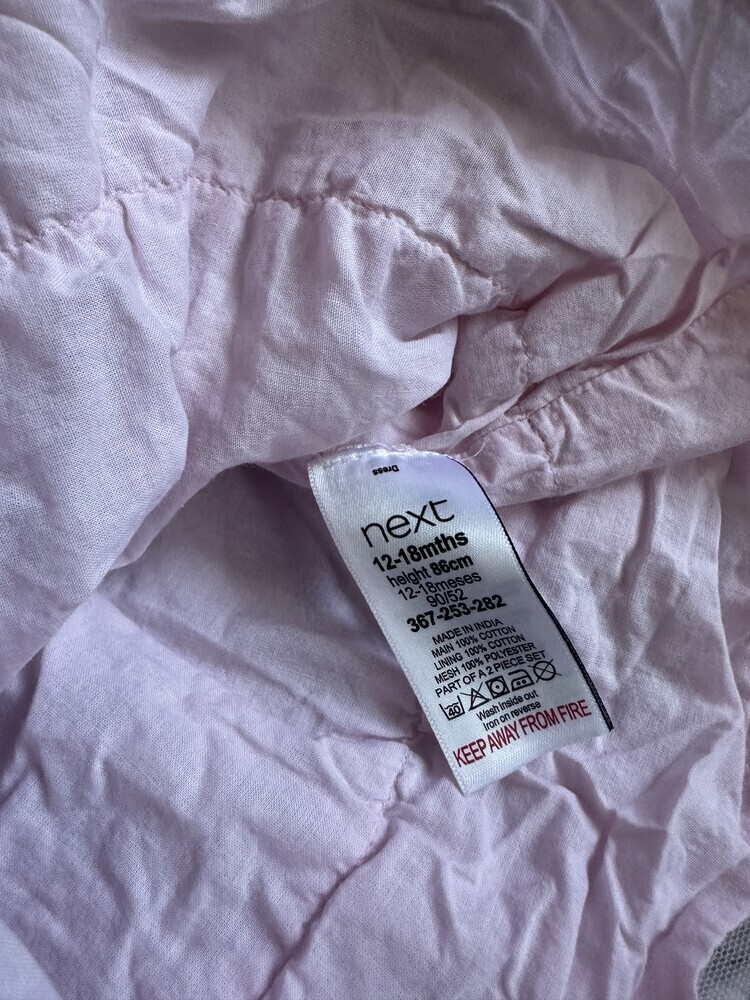 Dress
next
12-18mths
height 86cm
12-18meses
90/52
367-253-282
MADE IN INDIA
MAIN 100% COTTON
LINING 100% COTTON
MESH 100% POLYESTER
PART OF A 2 PIECE SET
40
Wash inside out
Iron on reverse
KEEP AWAY FROM FIRE